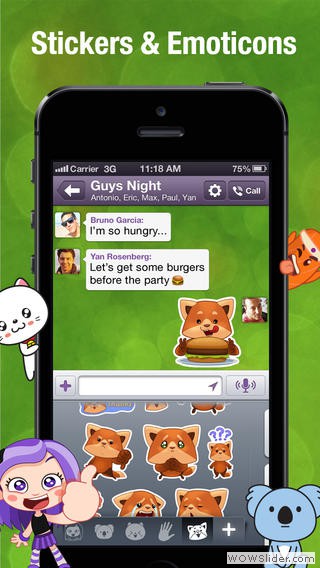 Stickers & Emoticons
Carrier 3G 11:18 AM 75%
Guys Night
Antonio, Eric, Max, Paul, Yan
Call
Bruno Garcia:
I'm so hungry...
Yan Rosenberg:
Let's get some burgers
before the party
???
WOWSlider.com